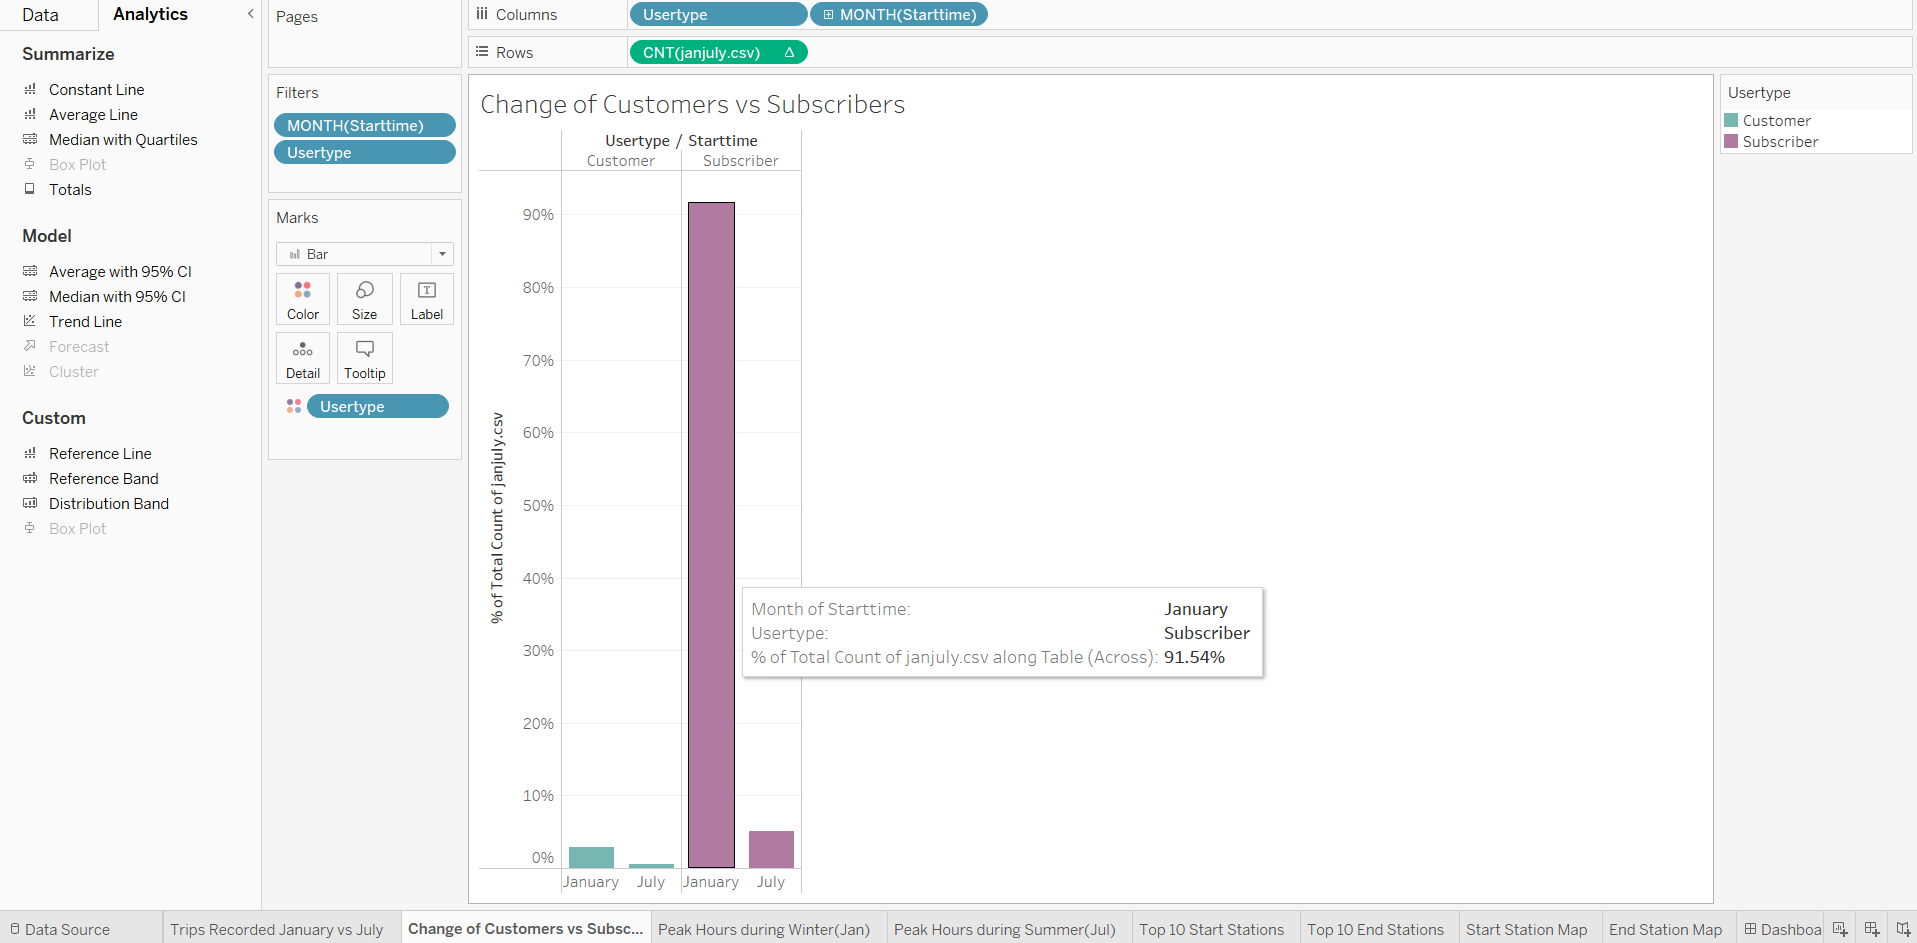 Data
Analytics
Summarize
Constant Line
Average Line
Median with Quartiles
Box Plot
Totals
Model
Average with 95% CI
Median with 95% CI
Trend Line
Forecast
Cluster
Custom
Reference Line
Reference Band
Distribution Band
Box Plot
Pages
Filters
MONTH(Starttime)
Usertype
Marks
Bar
Color
Size
Label
Detail
Tooltip
Usertype
Columns
Usertype
MONTH(Starttime)
Rows
CNT(janjuly.csv)
Change of Customers vs Subscribers
Usertype / Starttime
Customer
Subscriber
% of Total Count of janjuly.csv
90%
80%
70%
60%
50%
40%
30%
20%
10%
0%
January
July
January
July
Month of Starttime: January
Usertype: Subscriber
% of Total Count of janjuly.csv along Table (Across): 91.54%
Usertype
Customer
Subscriber
Data Source
Trips Recorded January vs July
Change of Customers vs Subsc...
Peak Hours during Winter(Jan)
Peak Hours during Summer(Jul)
Top 10 Start Stations
Top 10 End Stations
Start Station Map
End Station Map
Dashboa